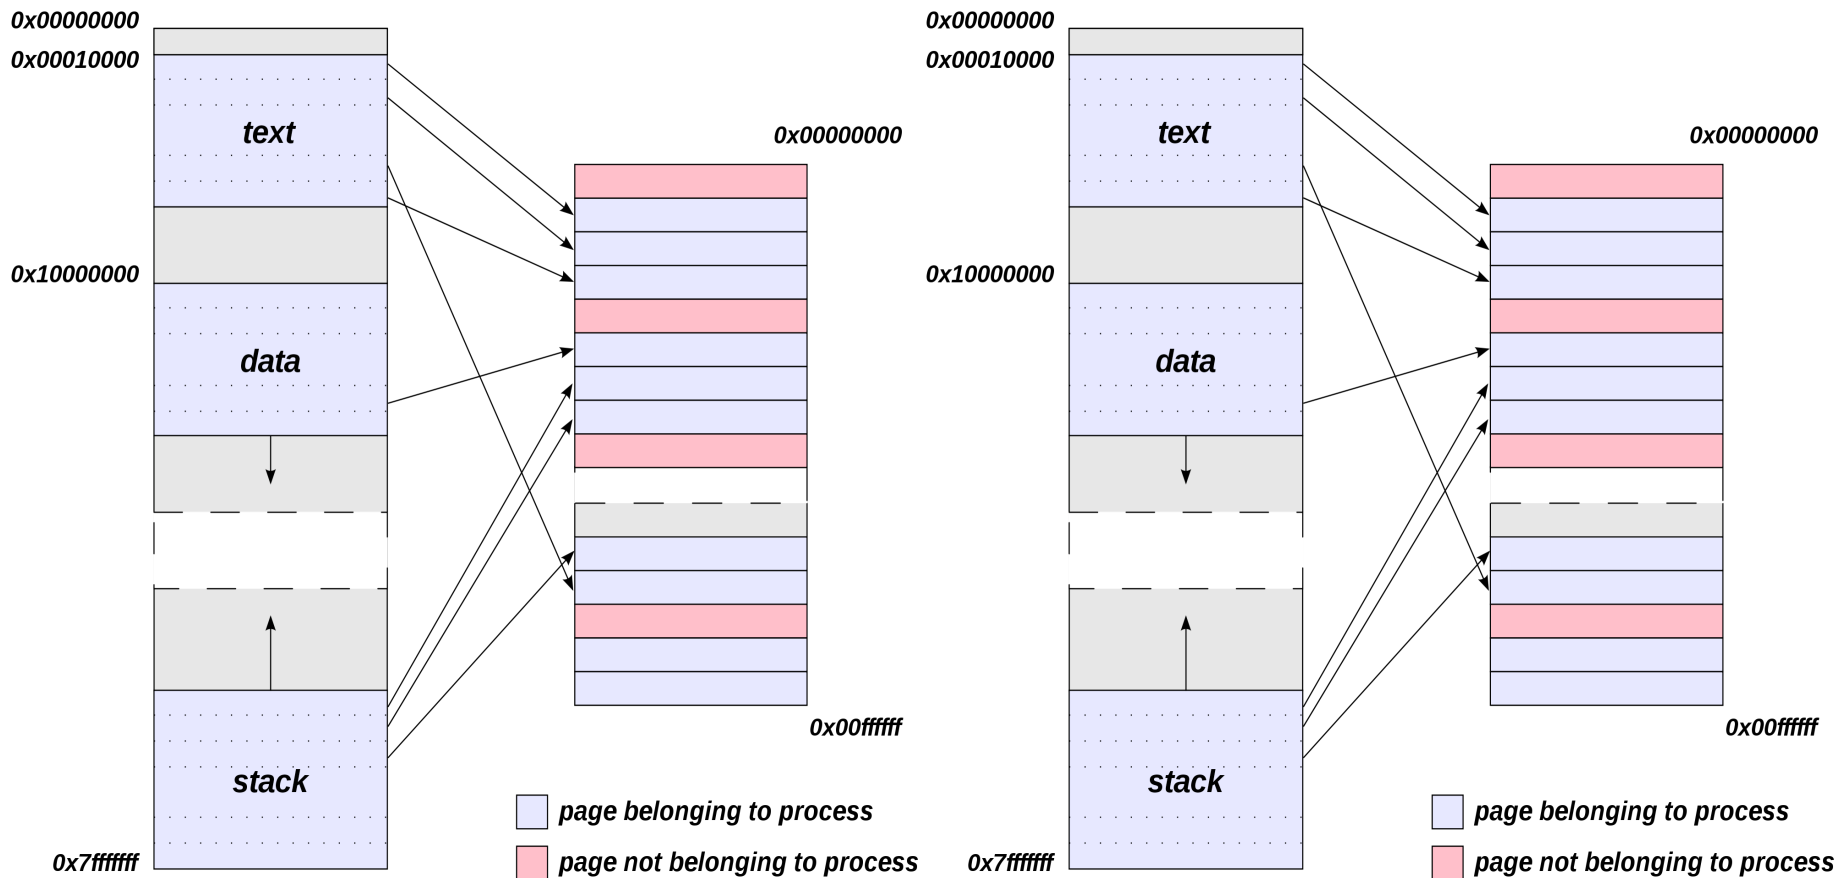 0x00000000
0x00010000
text
0x00000000
0x10000000
data
0x00ffffff
stack
page belonging to process
0x7fffffff
page not belonging to process
0x00000000
0x00010000
text
0x00000000
0x10000000
data
0x00ffffff
stack
page belonging to process
0x7fffffff
page not belonging to process